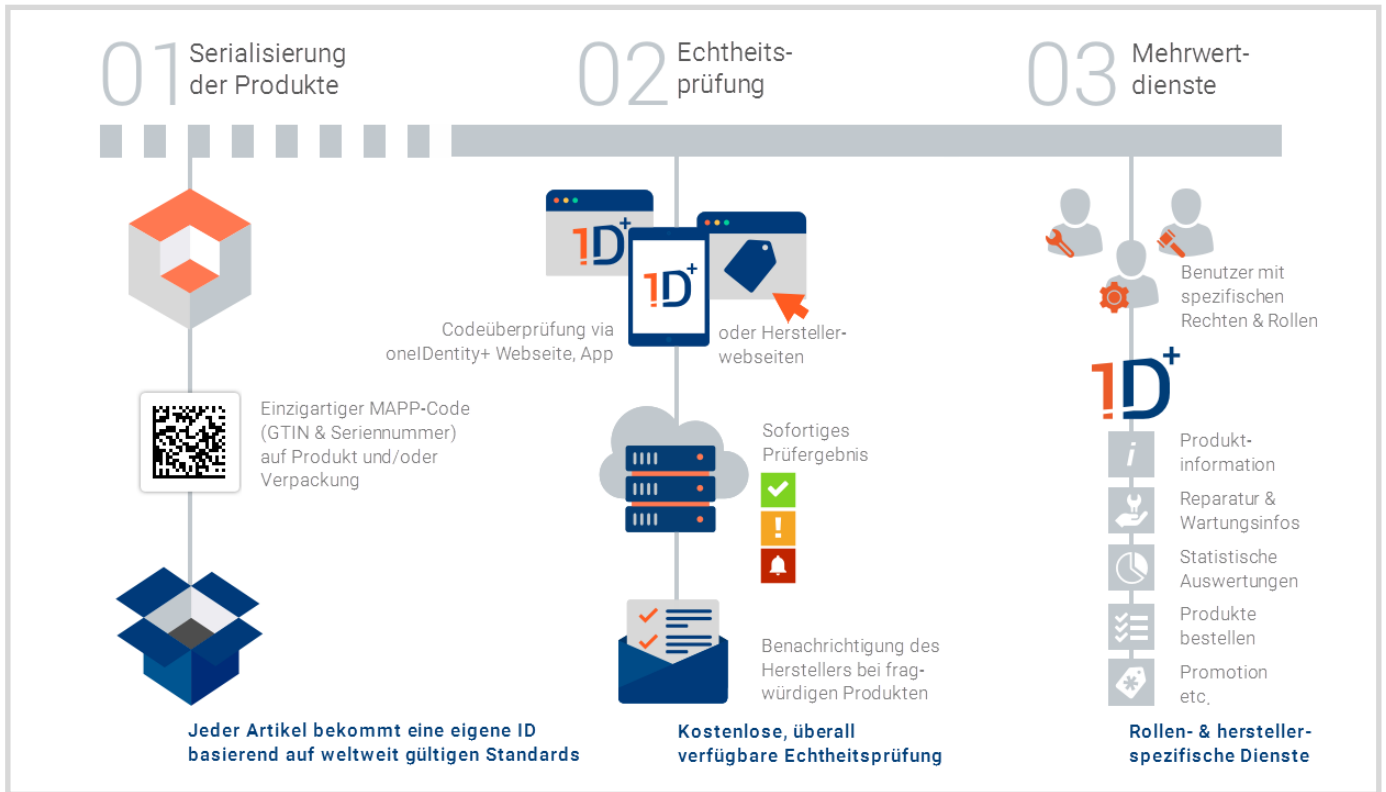 01
Serialisierung
der Produkte
Einzigartiger MAPP-Code
(GTIN & Seriennummer)
auf Produkt und/oder
Verpackung
Jeder Artikel bekommt eine eigene ID
basierend auf weltweit gültigen Standards
02
Echtheits-
prüfung
1D+
1D+
Codeüberprüfung via
oneIDentity+ Webseite, App
oder Hersteller-
webseiten
Sofortiges
Prüfergebnis
!
Benachrichtigung des
Herstellers bei frag-
würdigen Produkten
Kostenlose, überall
verfügbare Echtheitsprüfung
03
Mehrwert-
dienste
Benutzer mit
spezifischen
Rechten & Rollen
1D+
i
Produkt-
information
Reparatur &
Wartungsinfos
Statistische
Auswertungen
Produkte
bestellen
Promotion
etc.
Rollen- & hersteller-
spezifische Dienste